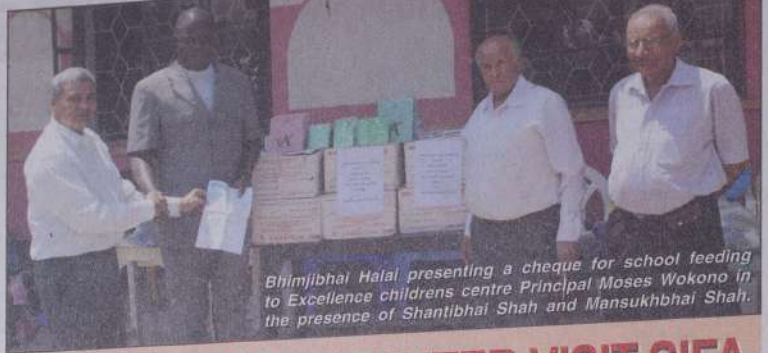 Bhimjibhai Halai presenting a cheque for school feeding
to Excellence childrens centre Principal Moses Wokono in
the presence of Shantibhai Shah and Mansukhbhai Shah.
VISIT